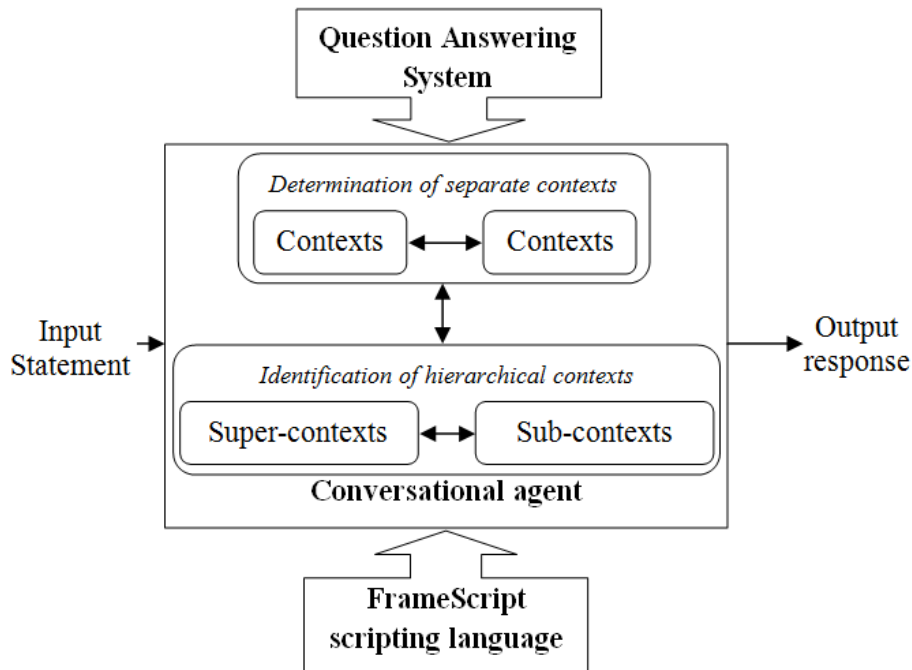 Question Answering
System
Determination of separate contexts
Contexts
Contexts
Input
Statement
Output
response
Identification of hierarchical contexts
Super-contexts
Sub-contexts
Conversational agent
FrameScript
scripting language